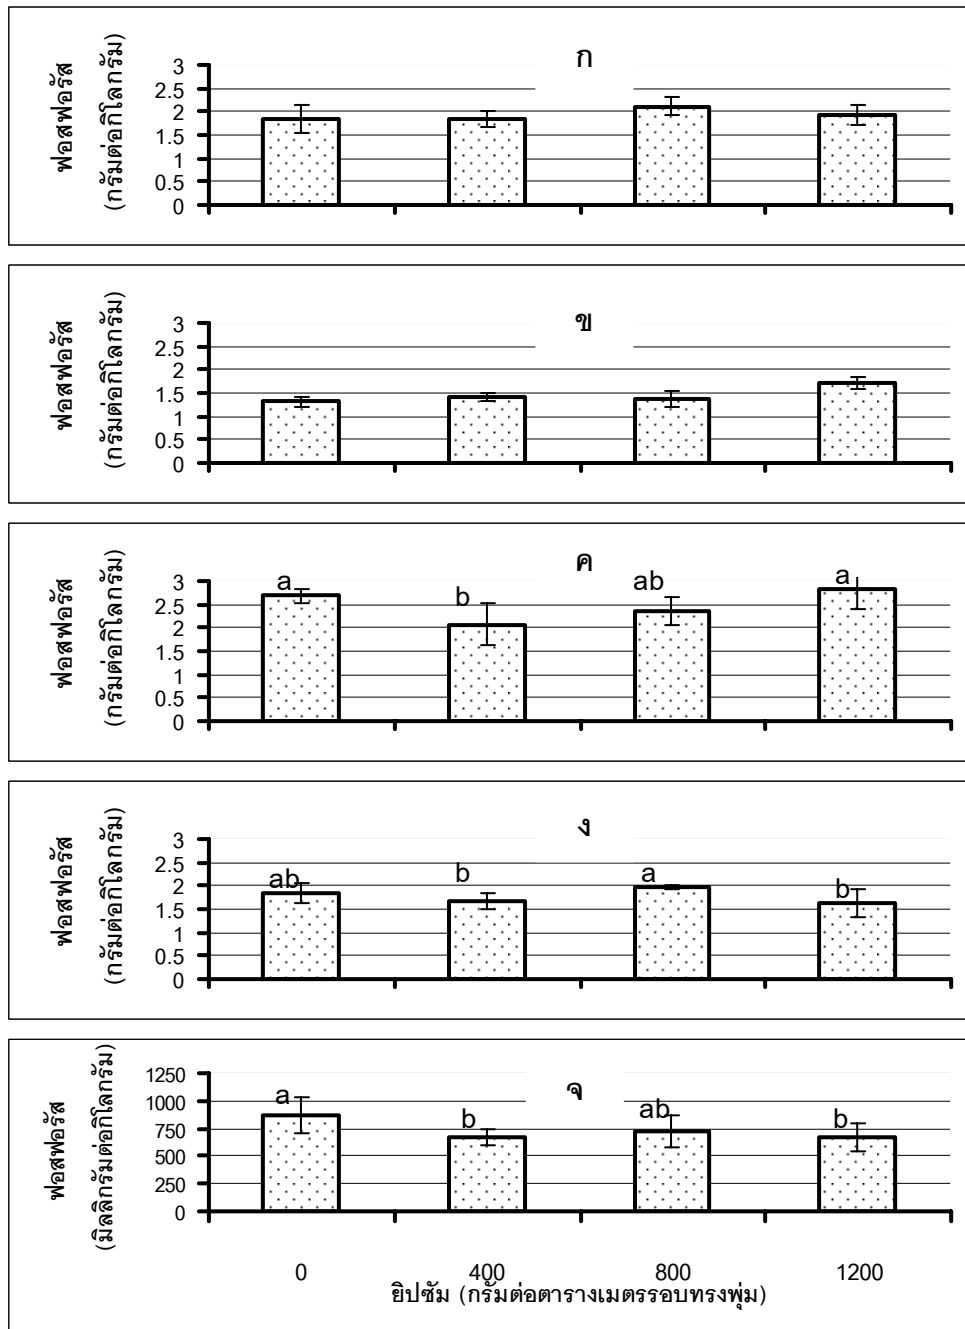 ก
ฟอสฟอรัส
(กรัมต่อกิโลกรัม)
3
2.5
2
1.5
1
0.5
0
ข
ฟอสฟอรัส
(กรัมต่อกิโลกรัม)
3
2.5
2
1.5
1
0.5
0
ค
ฟอสฟอรัส
(กรัมต่อกิโลกรัม)
3
2.5
2
1.5
1
0.5
0
a b ab a
ง
ฟอสฟอรัส
(กรัมต่อกิโลกรัม)
3
2.5
2
1.5
1
0.5
0
ab b a b
จ
ฟอสฟอรัส
(มิลลิกรัมต่อกิโลกรัม)
1250
1000
750
500
250
0
a b ab b
0 400 800 1200
ยิปซัม (กรัมต่อตารางเมตรรอบทรงพุ่ม)